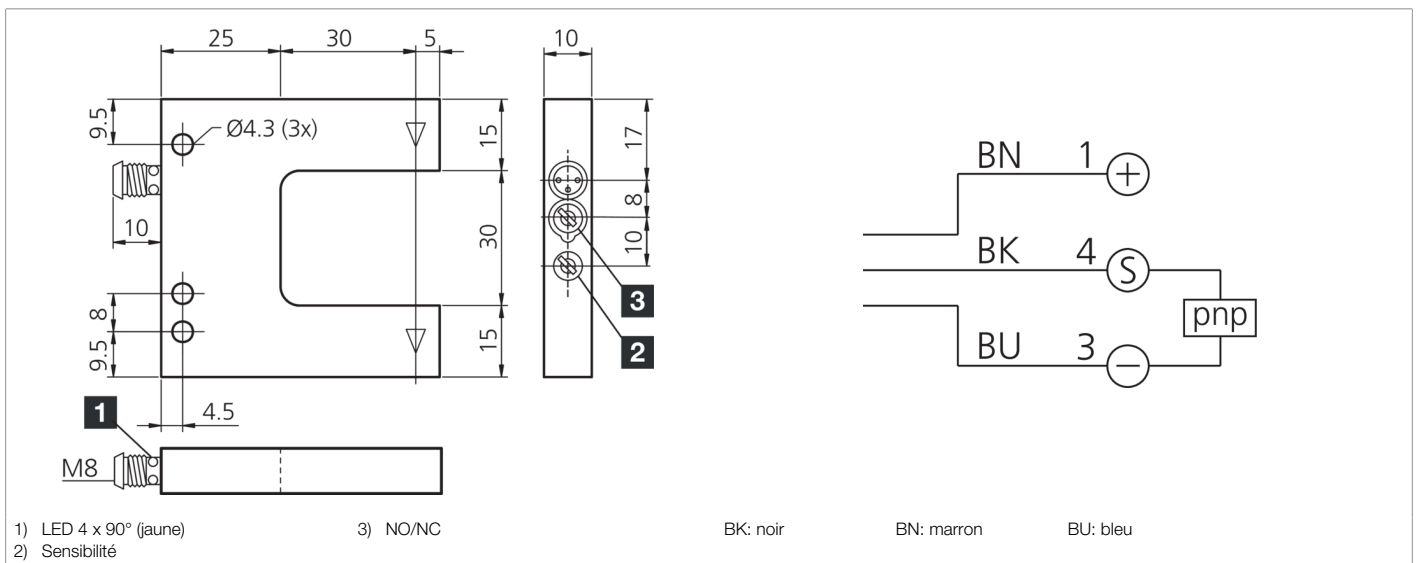 25 30 5 10
9.5
Ø4.3 (3x)
15
17
10
30
8
10
8
9.5
15
3
2
1
4.5
M8
BN 1 +
BK 4 S
pnp
BU 3 −
1) LED 4 x 90° (jaune) 3) NO/NC BK: noir BN: marron BU: bleu
2) Sensibilité